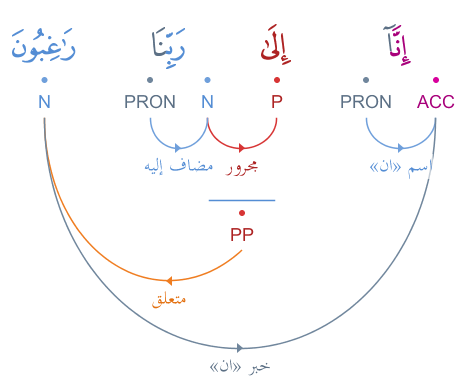 إِنَّآ إِلَىٰ رَبِّنَا رَٰغِبُونَ
ACC PRON P N PRON N
اسم «ان» مجرور مضاف إليه
PP
متعلق
خبر «ان»